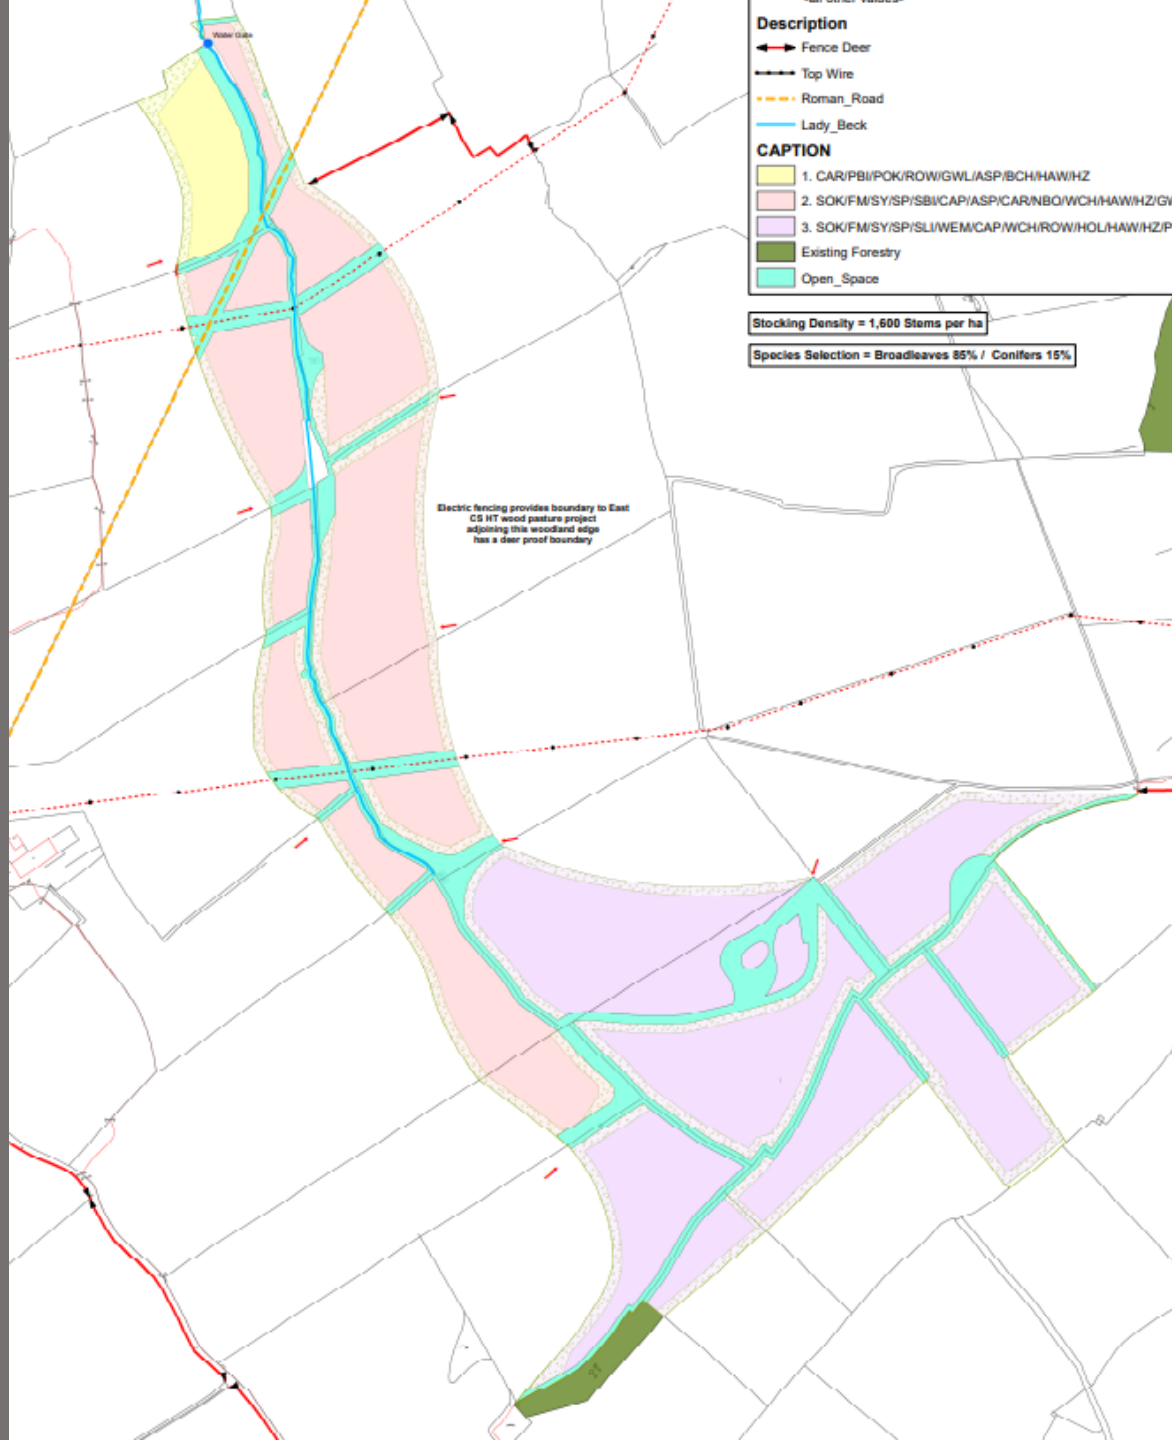 Description
Fence Deer
Top Wire
Roman_Road
Lady_Beck
CAPTION
1. CAR/PBI/POK/ROW/GWL/ASP/BCH/HAW/HZ
2. SOK/FM/SY/SP/SBI/CAP/ASP/CAR/NBO/WCH/HAW/HZ/GW
3. SOK/FM/SY/SP/SLI/WEM/CAP/WCH/ROW/HOL/HAW/HZ/P
Existing Forestry
Open_Space
Stocking Density = 1,600 Stems per ha
Species Selection = Broadleaves 85% / Conifers 15%
Water Gate
Electric fencing provides boundary to East
CS HT wood pasture project
adjoining this woodland edge
has a deer proof boundary